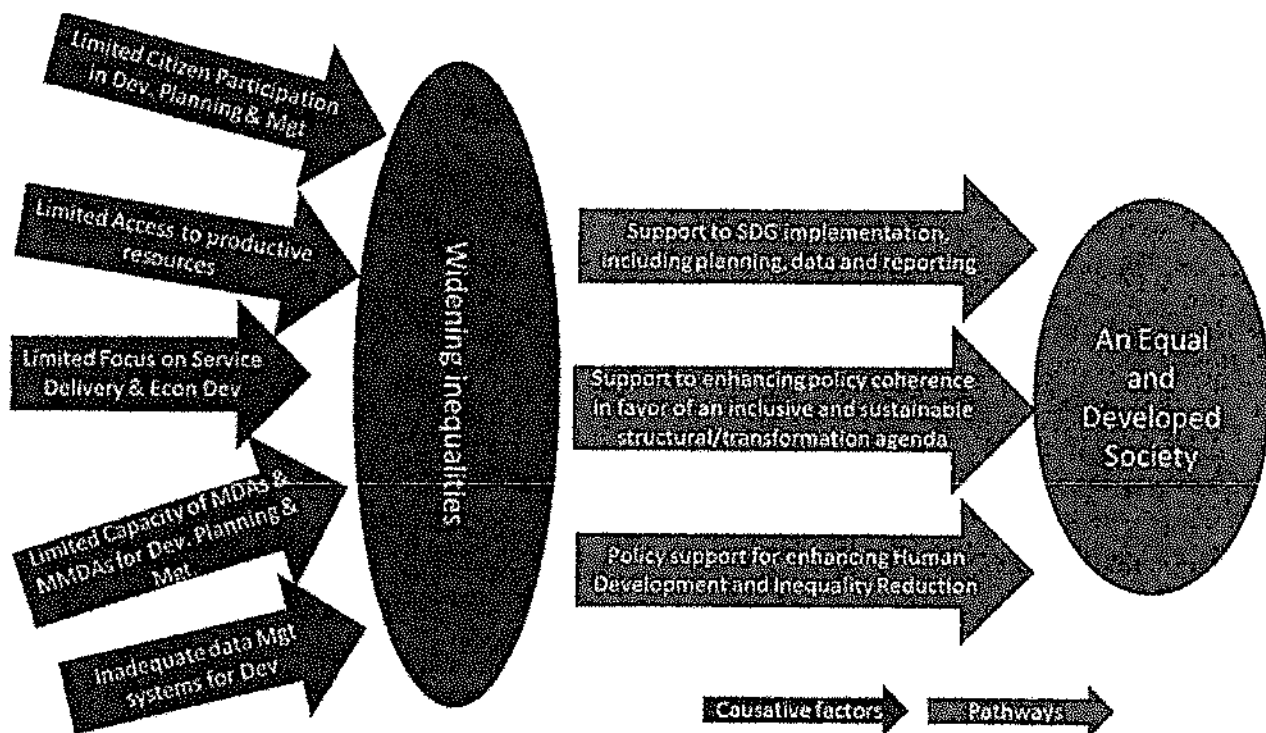 Limited Citizen Participation
in Dev. Planning & Mgt
Limited Access to productive
resources
Limited Focus on Service
Delivery & Econ Dev
Limited Capacity of MDAs &
MMDAs for Dev. Planning &
Mgt
Inadequate data Mgt
systems for Dev
Widening inequalities
Support to SDG implementation,
including planning, data and reporting
Support to enhancing policy coherence
in favor of an inclusive and sustainable
structural/transformation agenda
Policy support for enhancing Human
Development and Inequality Reduction
An Equal
and
Developed
Society
Causative factors
Pathways